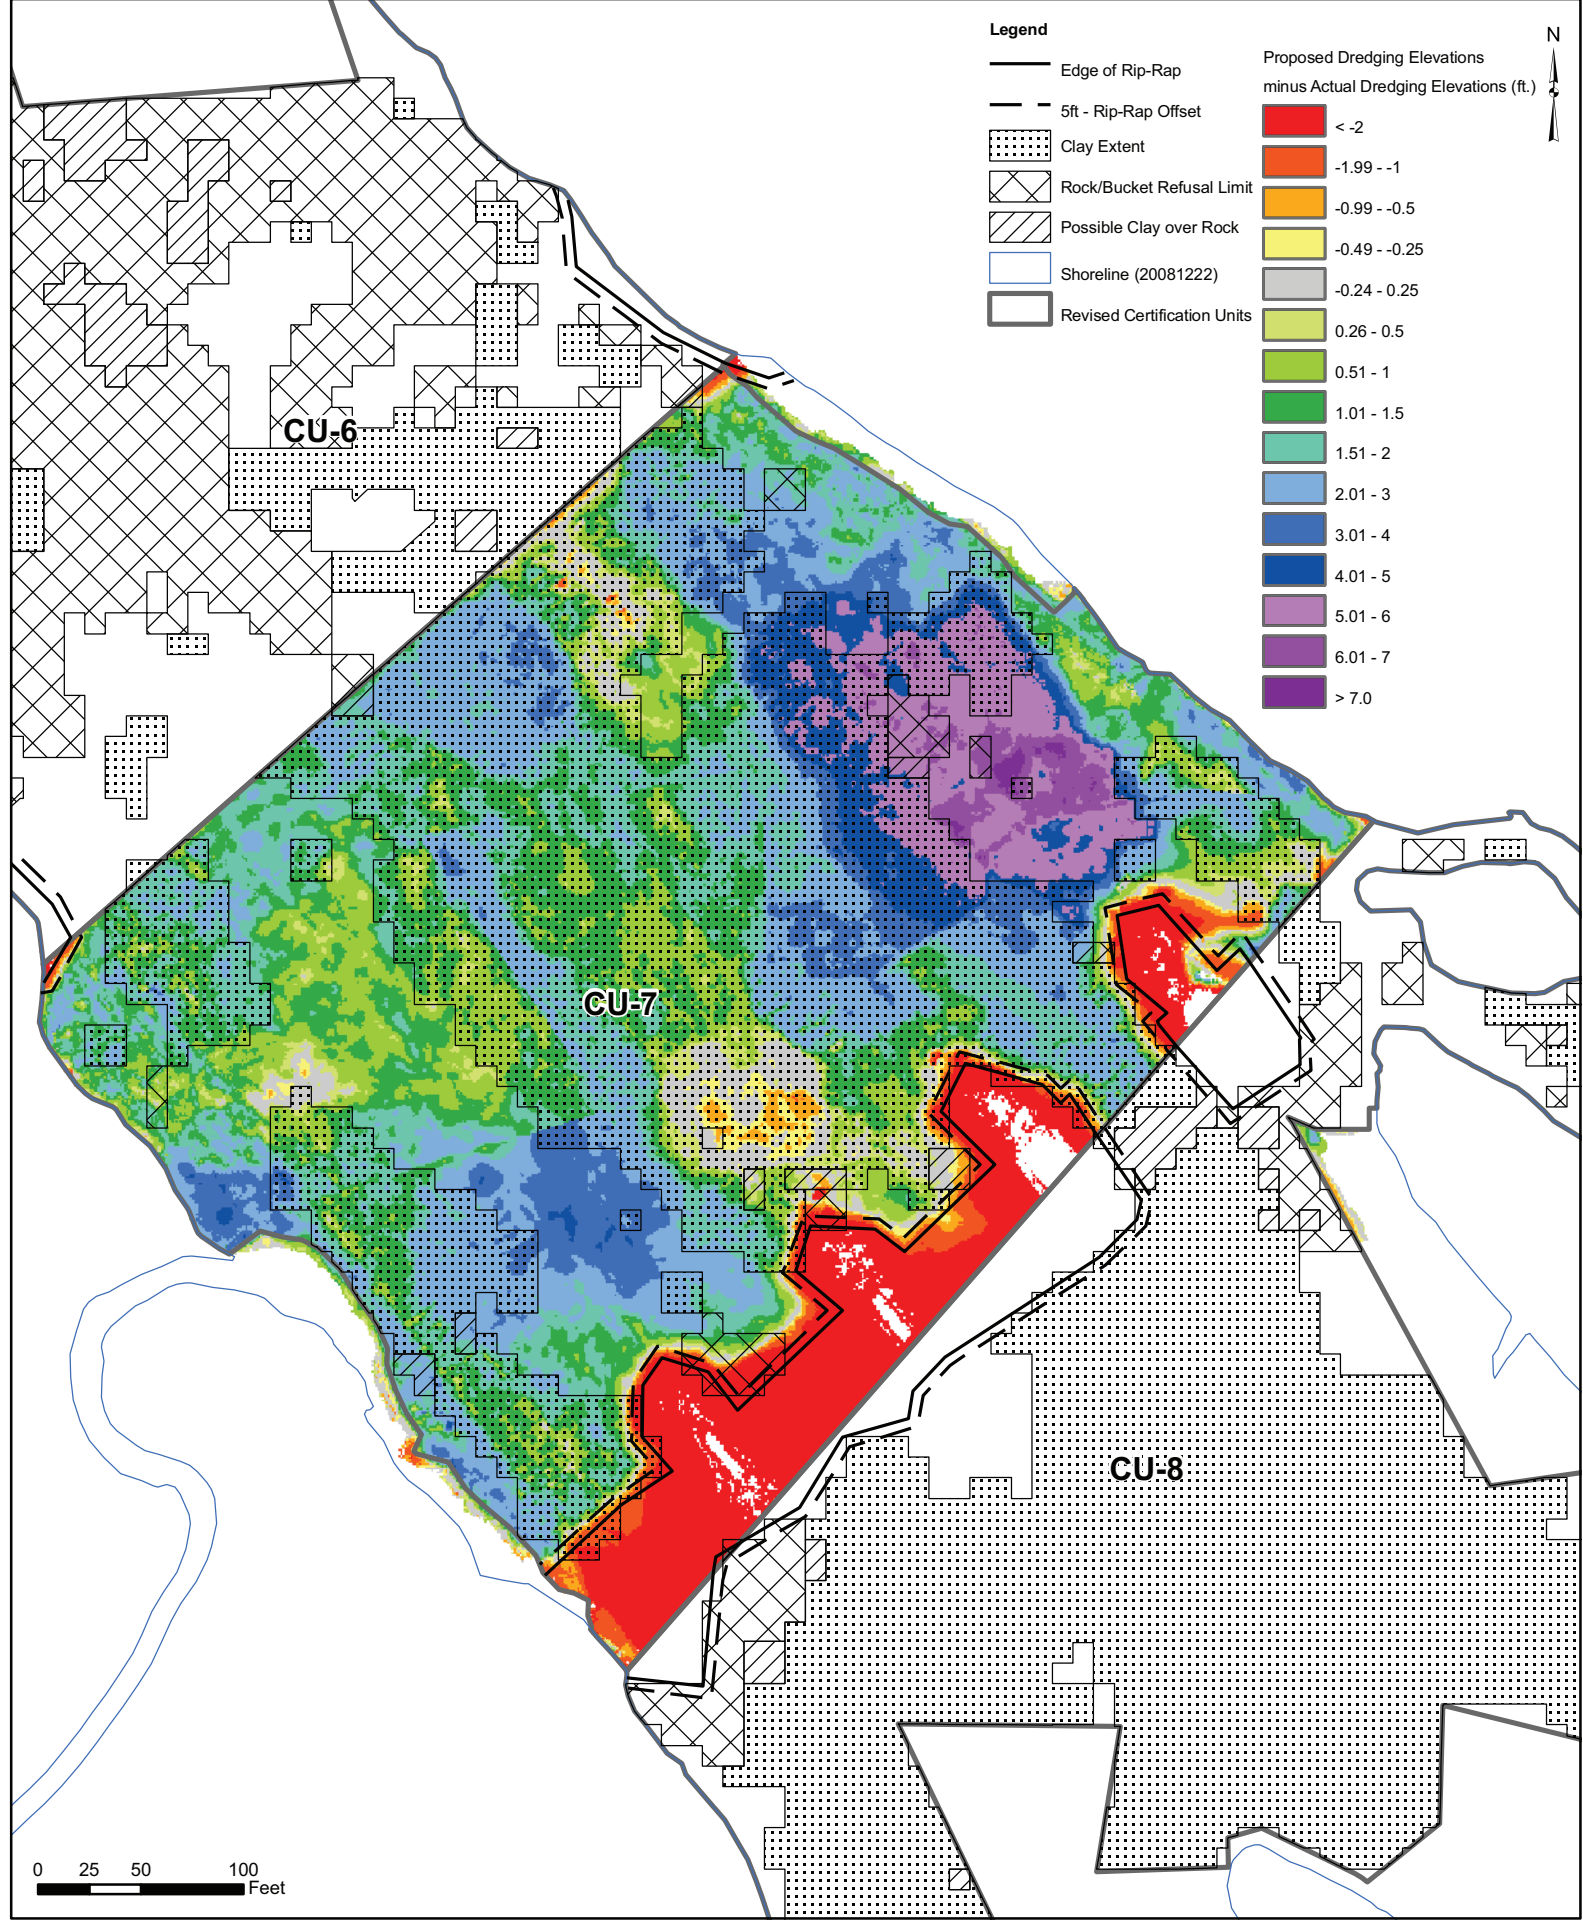 Legend
Edge of Rip-Rap
5ft - Rip-Rap Offset
Clay Extent
Rock/Bucket Refusal Limit
Possible Clay over Rock
Shoreline (20081222)
Revised Certification Units
Proposed Dredging Elevations
minus Actual Dredging Elevations (ft.)
< -2
-1.99 - -1
-0.99 - -0.5
-0.49 - -0.25
-0.24 - 0.25
0.26 - 0.5
0.51 - 1
1.01 - 1.5
1.51 - 2
2.01 - 3
3.01 - 4
4.01 - 5
5.01 - 6
6.01 - 7
> 7.0
N
CU-6
CU-7
CU-8
0 25 50 100
Feet